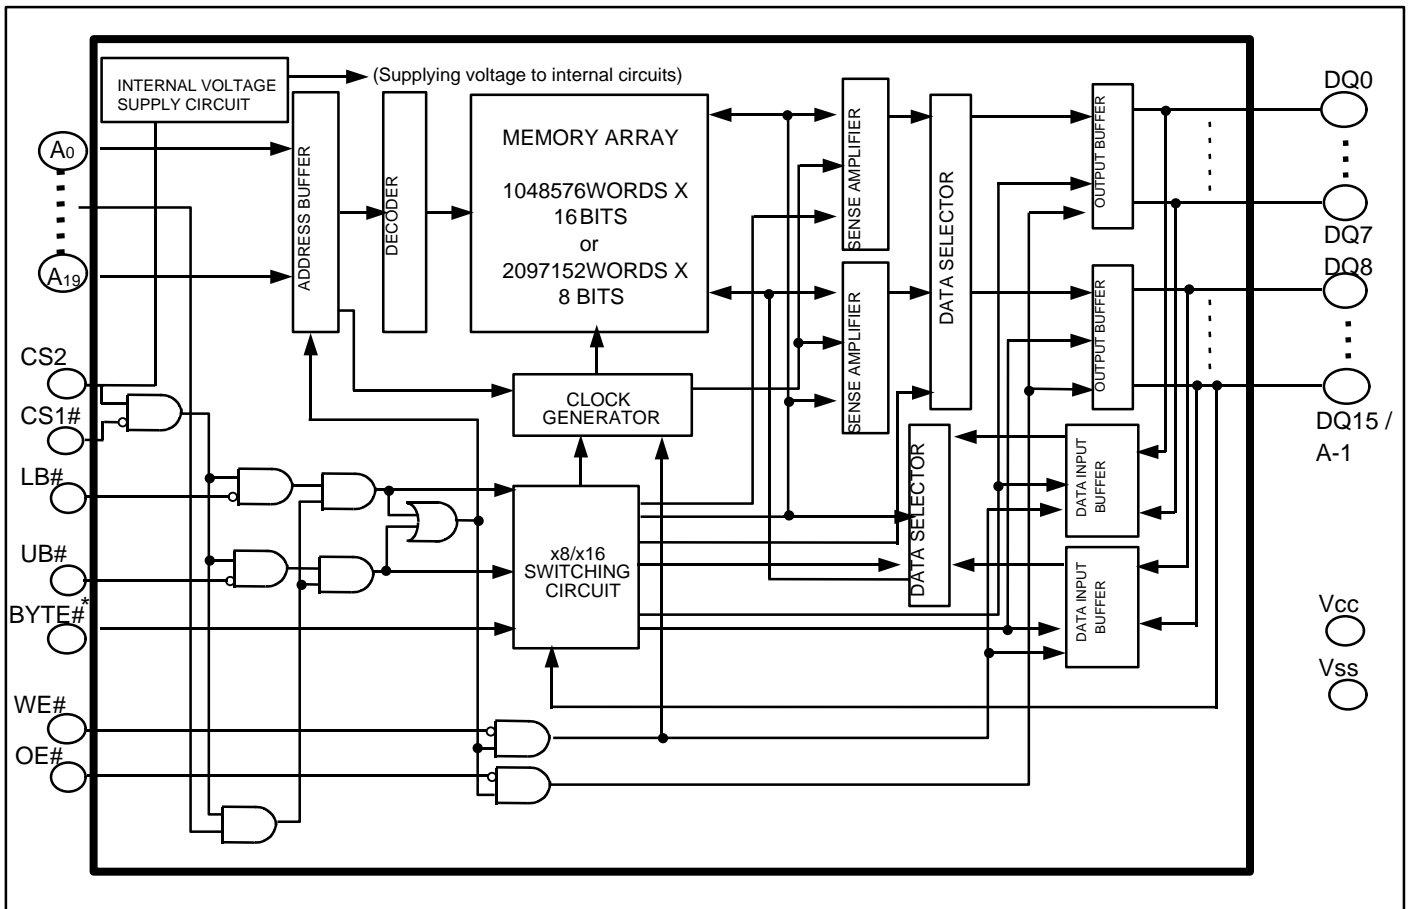 INTERNAL VOLTAGE
SUPPLY CIRCUIT
(Supplying voltage to internal circuits)
A0
A19
CS2
CS1#
LB#
UB#
BYTE#*
WE#
OE#
ADDRESS BUFFER
DECODER
MEMORY ARRAY
1048576WORDS X
16BITS
or
2097152WORDS X
8 BITS
CLOCK
GENERATOR
x8/x16
SWITCHING
CIRCUIT
SENSE AMPLIFIER
SENSE AMPLIFIER
DATA SELECTOR
DATA SELECTOR
OUTPUT BUFFER
OUTPUT BUFFER
DATA INPUT
BUFFER
DATA INPUT
BUFFER
DQ0
DQ7
DQ8
DQ15 /
A-1
Vcc
Vss